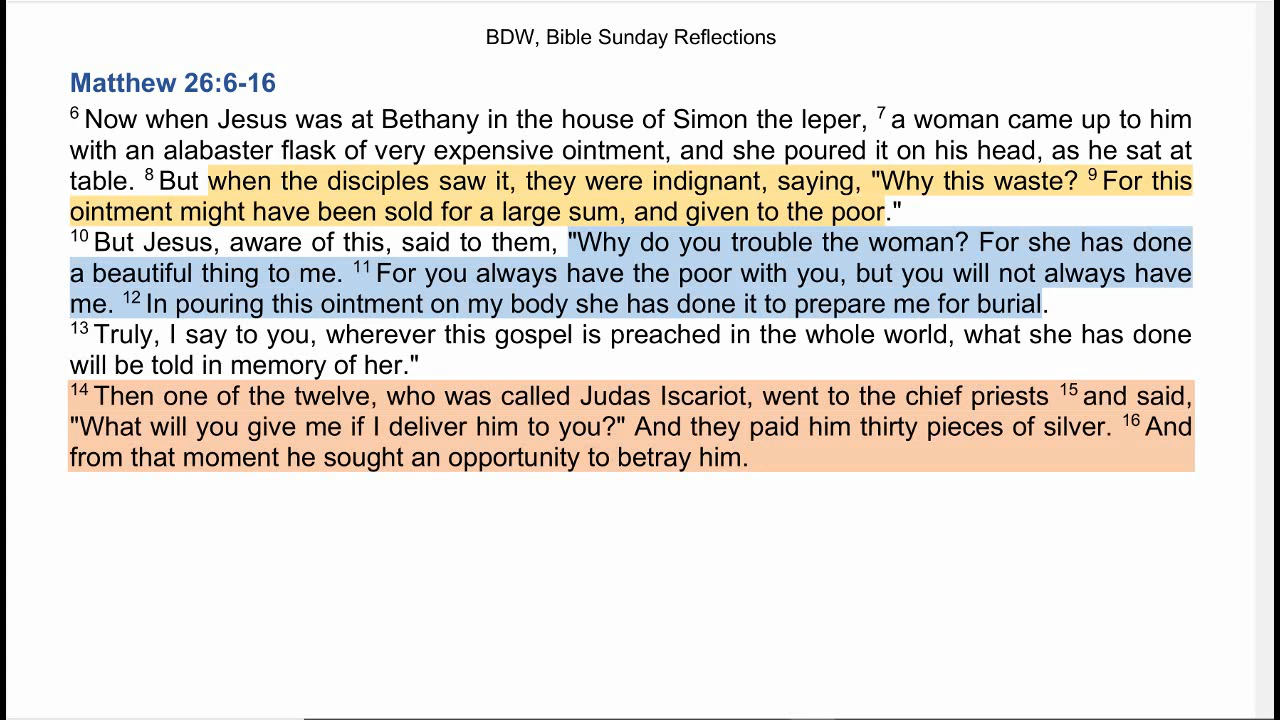 BDW, Bible Sunday Reflections
Matthew 26:6-16
6 Now when Jesus was at Bethany in the house of Simon the leper, 7 a woman came up to him
with an alabaster flask of very expensive ointment, and she poured it on his head, as he sat at
table. 8 But when the disciples saw it, they were indignant, saying, "Why this waste? 9 For this
ointment might have been sold for a large sum, and given to the poor."
10 But Jesus, aware of this, said to them, "Why do you trouble the woman? For she has done
a beautiful thing to me. 11 For you always have the poor with you, but you will not always have
me. 12 In pouring this ointment on my body she has done it to prepare me for burial.
13 Truly, I say to you, wherever this gospel is preached in the whole world, what she has done
will be told in memory of her."
14 Then one of the twelve, who was called Judas Iscariot, went to the chief priests 15 and said,
"What will you give me if I deliver him to you?" And they paid him thirty pieces of silver. 16 And
from that moment he sought an opportunity to betray him.